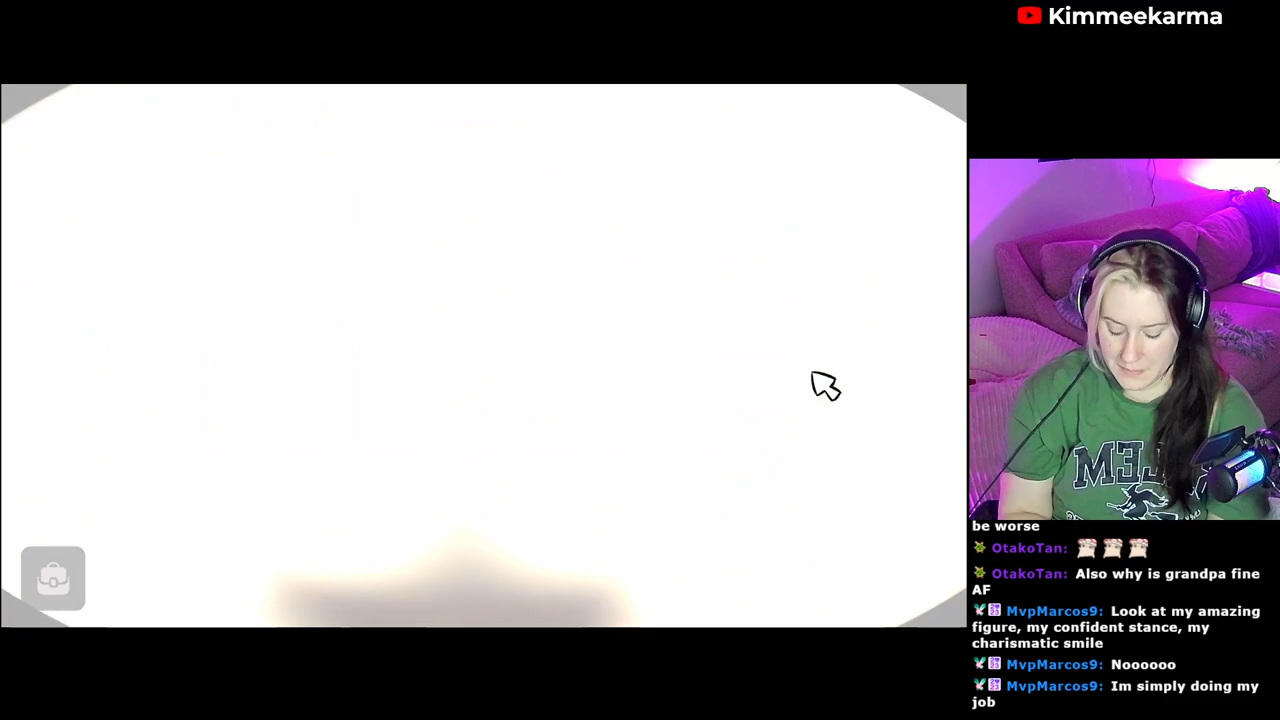 Kimmeekarma
be worse
OtakoTan:
OtakoTan: Also why is grandpa fine
AF
MvpMarcos9: Look at my amazing
figure, my confident stance, my
charismatic smile
MvpMarcos9: Noooooo
MvpMarcos9: Im simply doing my
job